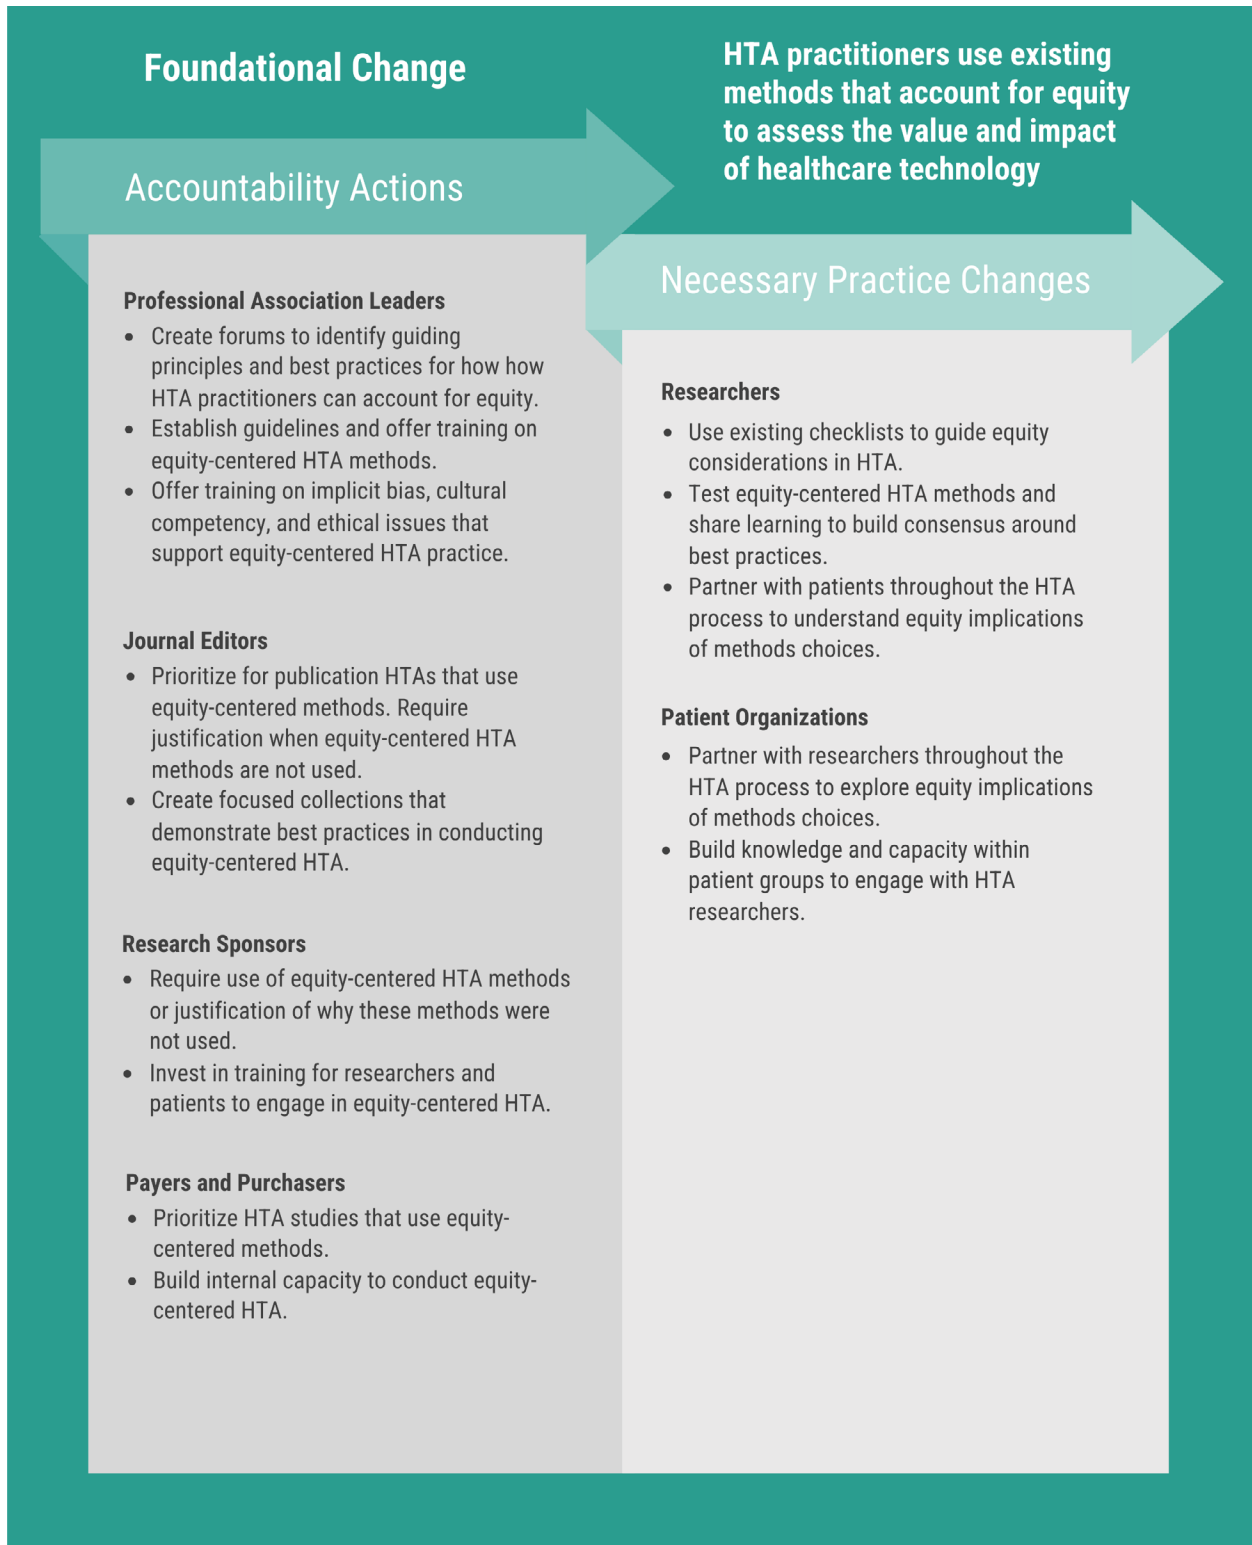 Foundational Change
HTA practitioners use existing
methods that account for equity
to assess the value and impact
of healthcare technology
Accountability Actions
Professional Association Leaders
• Create forums to identify guiding
principles and best practices for how how
HTA practitioners can account for equity.
• Establish guidelines and offer training on
equity-centered HTA methods.
• Offer training on implicit bias, cultural
competency, and ethical issues that
support equity-centered HTA practice.
Journal Editors
• Prioritize for publication HTAs that use
equity-centered methods. Require
justification when equity-centered HTA
methods are not used.
• Create focused collections that
demonstrate best practices in conducting
equity-centered HTA.
Research Sponsors
• Require use of equity-centered HTA methods
or justification of why these methods were
not used.
• Invest in training for researchers and
patients to engage in equity-centered HTA.
Payers and Purchasers
• Prioritize HTA studies that use equity-
centered methods.
• Build internal capacity to conduct equity-
centered HTA.
Necessary Practice Changes
Researchers
• Use existing checklists to guide equity
considerations in HTA.
• Test equity-centered HTA methods and
share learning to build consensus around
best practices.
• Partner with patients throughout the HTA
process to understand equity implications
of methods choices.
Patient Organizations
• Partner with researchers throughout the
HTA process to explore equity implications
of methods choices.
• Build knowledge and capacity within
patient groups to engage with HTA
researchers.